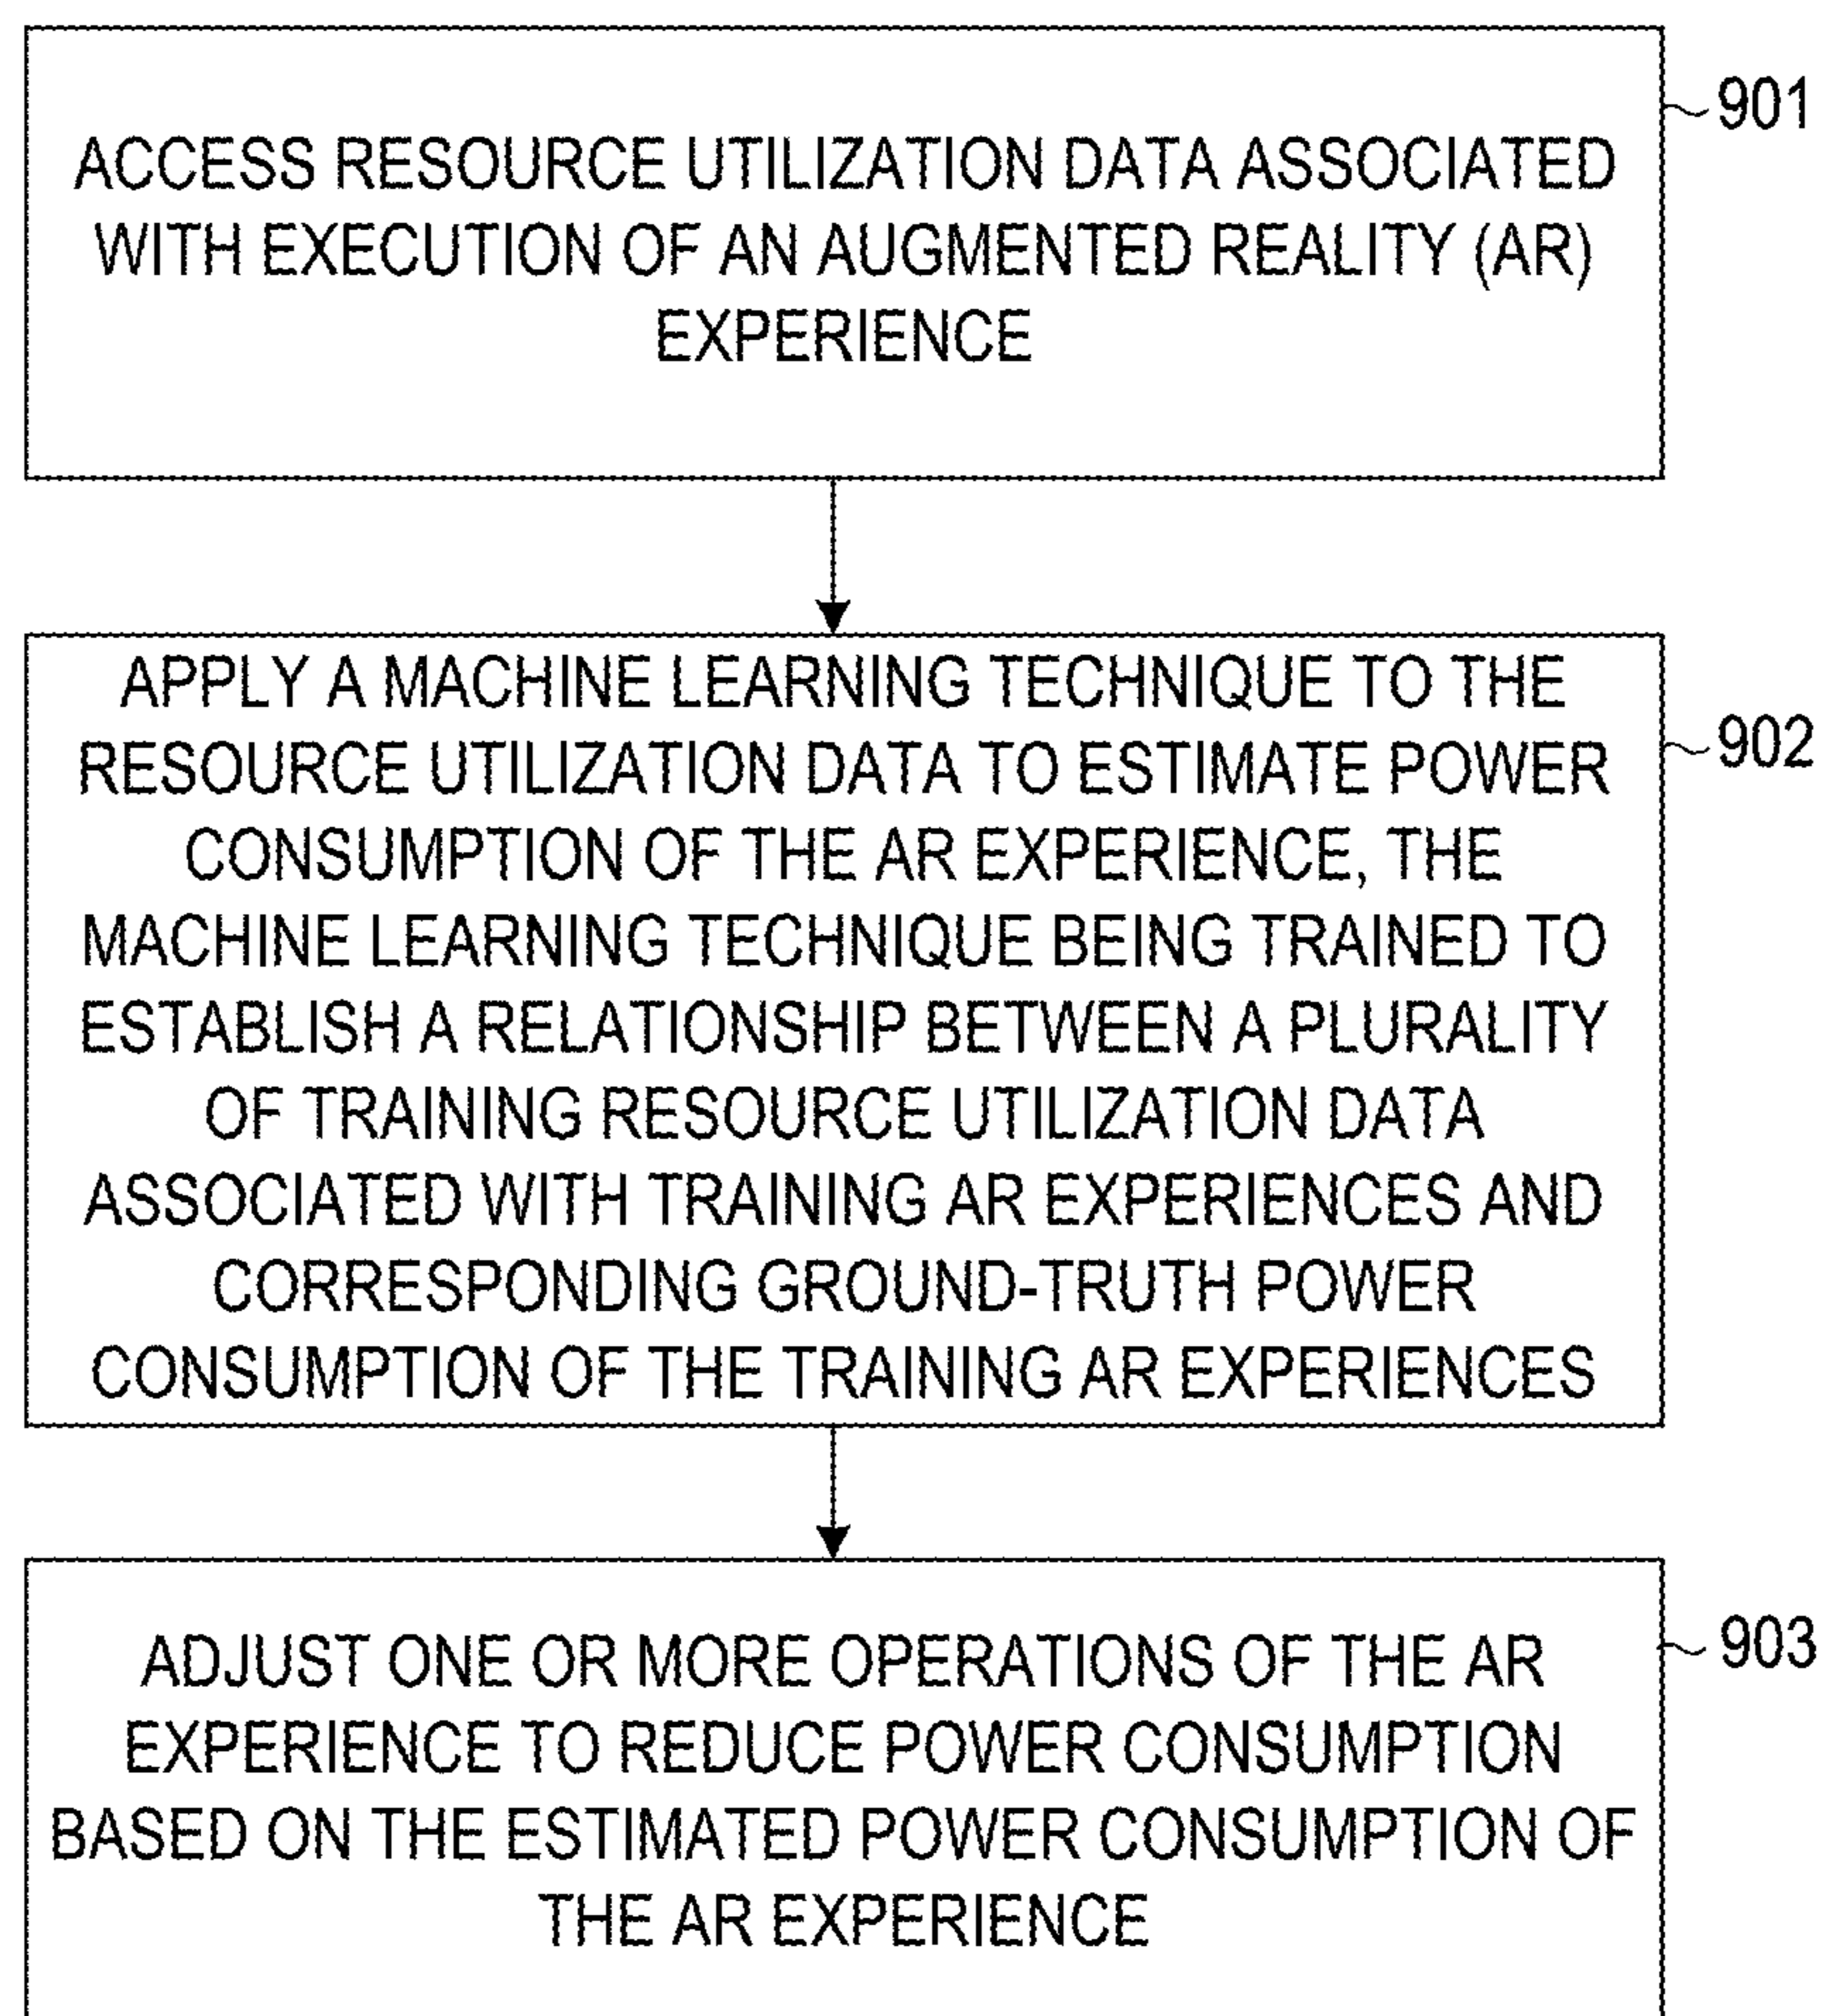 ACCESS RESOURCE UTILIZATION DATA ASSOCIATED
WITH EXECUTION OF AN AUGMENTED REALITY (AR)
EXPERIENCE
901
APPLY A MACHINE LEARNING TECHNIQUE TO THE
RESOURCE UTILIZATION DATA TO ESTIMATE POWER
CONSUMPTION OF THE AR EXPERIENCE, THE
MACHINE LEARNING TECHNIQUE BEING TRAINED TO
ESTABLISH A RELATIONSHIP BETWEEN A PLURALITY
OF TRAINING RESOURCE UTILIZATION DATA
ASSOCIATED WITH TRAINING AR EXPERIENCES AND
CORRESPONDING GROUND-TRUTH POWER
CONSUMPTION OF THE TRAINING AR EXPERIENCES
902
ADJUST ONE OR MORE OPERATIONS OF THE AR
EXPERIENCE TO REDUCE POWER CONSUMPTION
BASED ON THE ESTIMATED POWER CONSUMPTION OF
THE AR EXPERIENCE
903